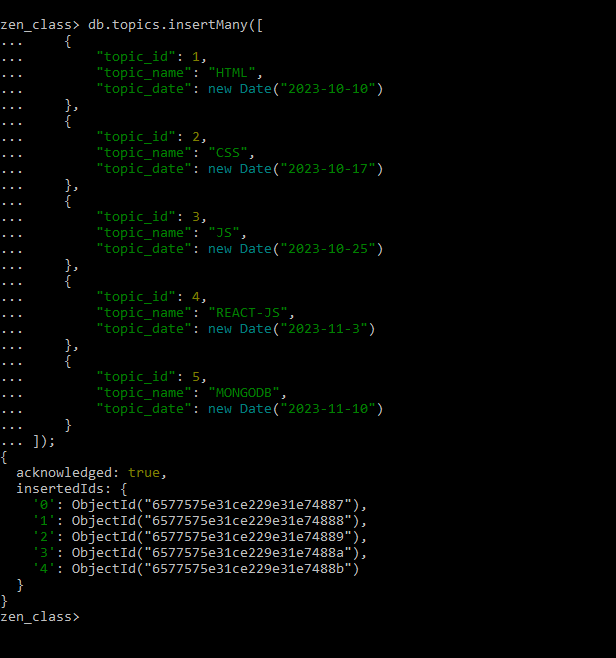 zen_class> db.topics.insertMany([
...     {
...         "topic_id": 1,
...         "topic_name": "HTML",
...         "topic_date": new Date("2023-10-10")
...     },
...     {
...         "topic_id": 2,
...         "topic_name": "CSS",
...         "topic_date": new Date("2023-10-17")
...     },
...     {
...         "topic_id": 3,
...         "topic_name": "JS",
...         "topic_date": new Date("2023-10-25")
...     },
...     {
...         "topic_id": 4,
...         "topic_name": "REACT-JS",
...         "topic_date": new Date("2023-11-3")
...     },
...     {
...         "topic_id": 5,
...         "topic_name": "MONGODB",
...         "topic_date": new Date("2023-11-10")
...     }
... ]);
{
  acknowledged: true,
  insertedIds: {
    '0': ObjectId("6577575e31ce229e31e74887"),
    '1': ObjectId("6577575e31ce229e31e74888"),
    '2': ObjectId("6577575e31ce229e31e74889"),
    '3': ObjectId("6577575e31ce229e31e7488a"),
    '4': ObjectId("6577575e31ce229e31e7488b")
  }
}
zen_class>